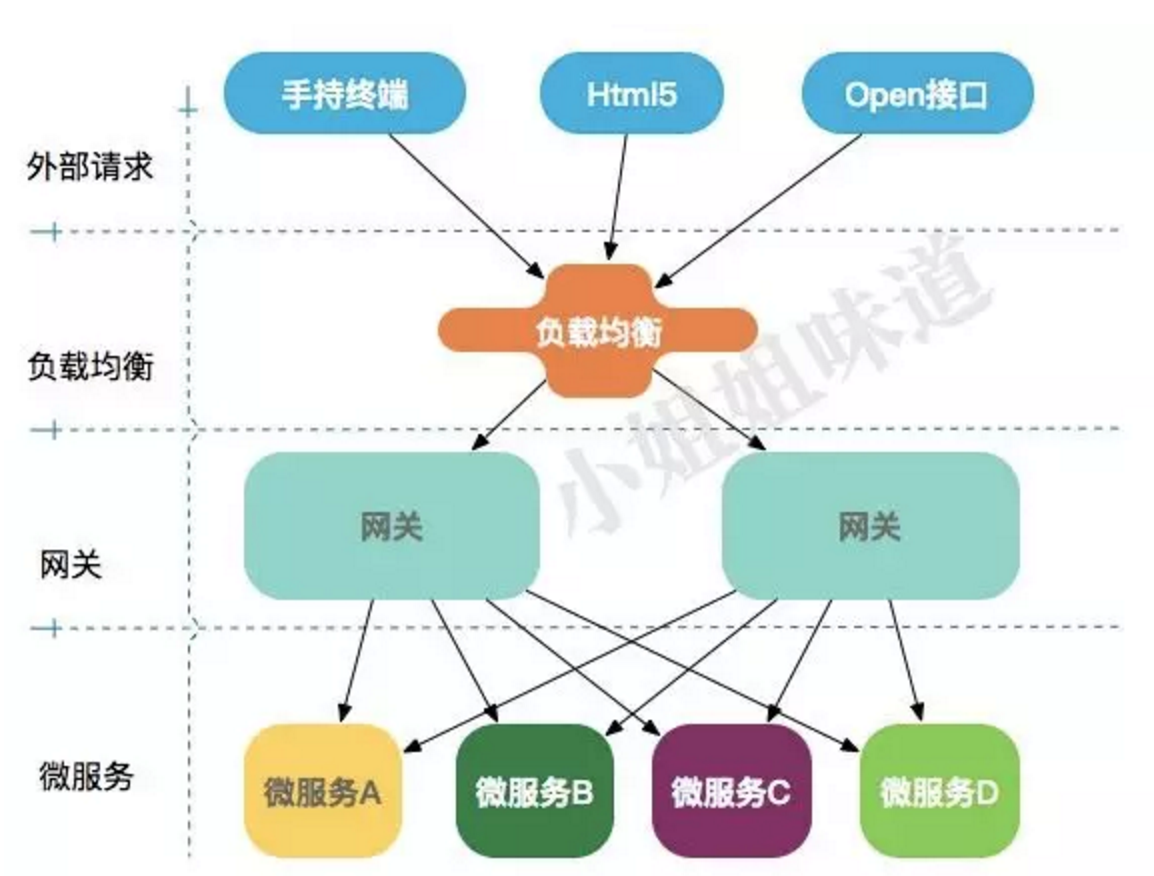 手持终端
Html5
Open接口
外部请求
负载均衡
负载均衡
小姐姐味道
网关
网关
网关
微服务
微服务A
微服务B
微服务C
微服务D